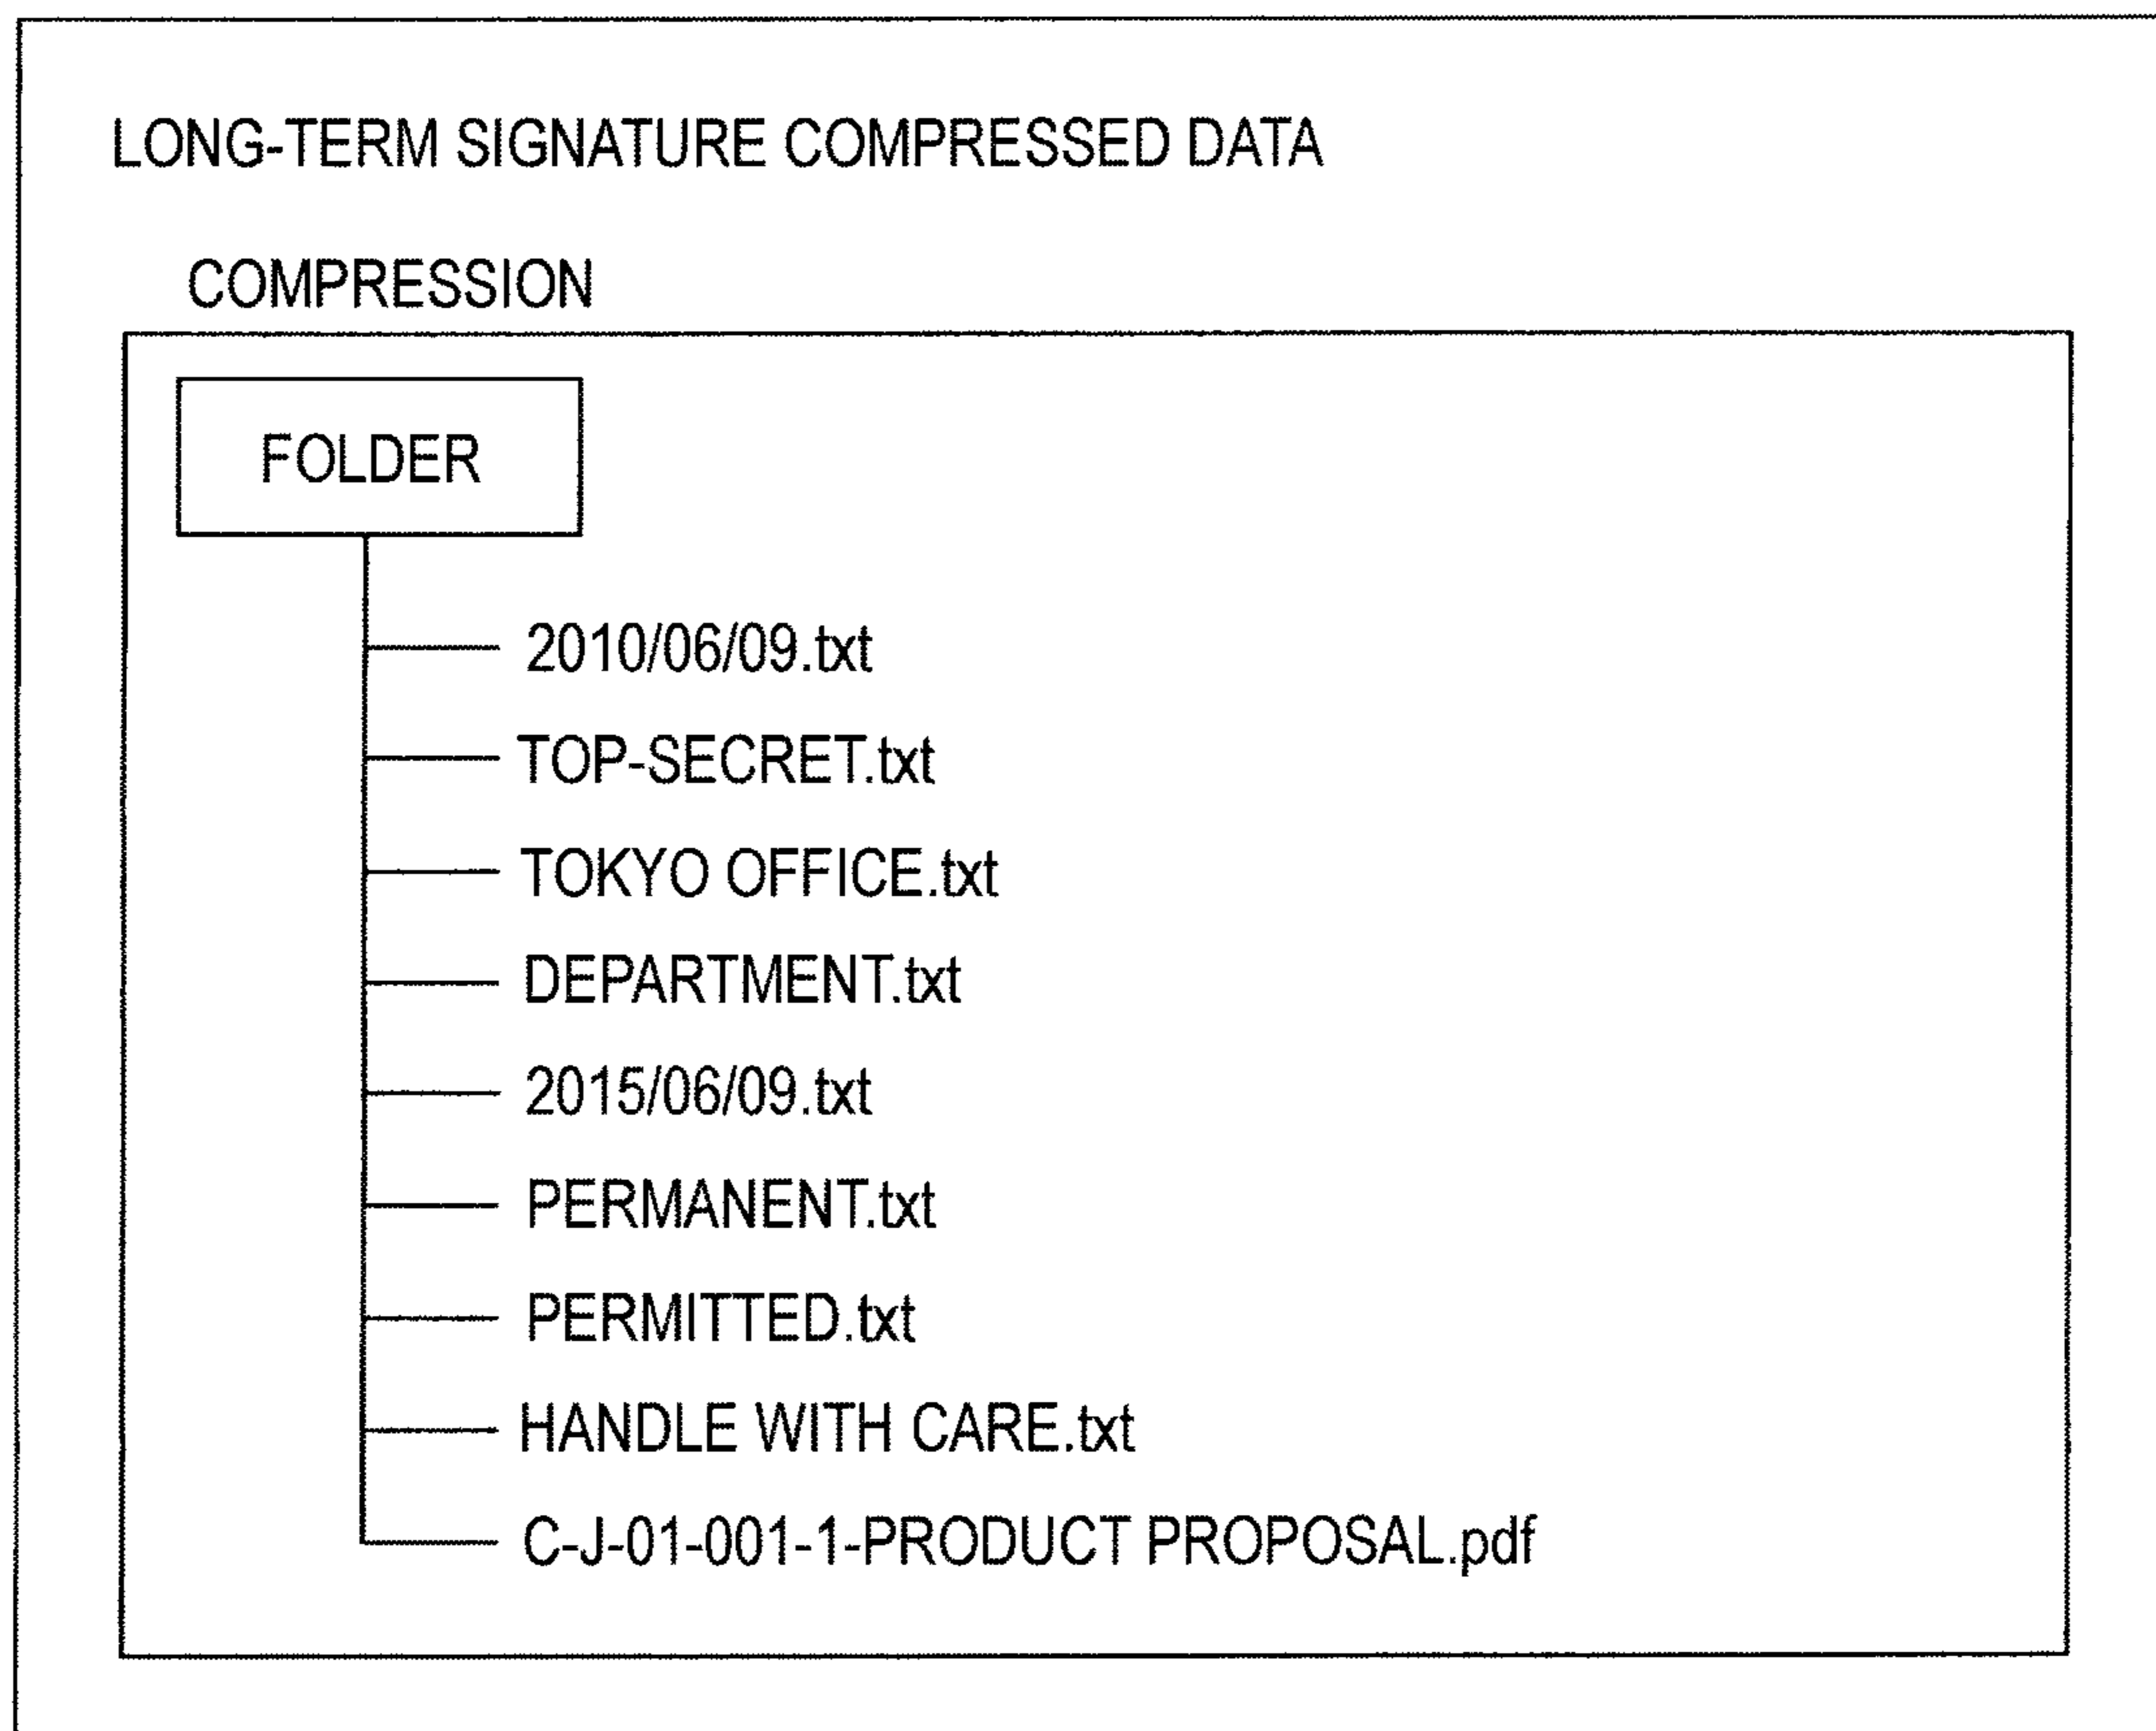 LONG-TERM SIGNATURE COMPRESSED DATA
COMPRESSION
FOLDER
2010/06/09.txt
TOP-SECRET.txt
TOKYO OFFICE.txt
DEPARTMENT.txt
2015/06/09.txt
PERMANENT.txt
PERMITTED.txt
HANDLE WITH CARE.txt
C-J-01-001-1-PRODUCT PROPOSAL.pdf